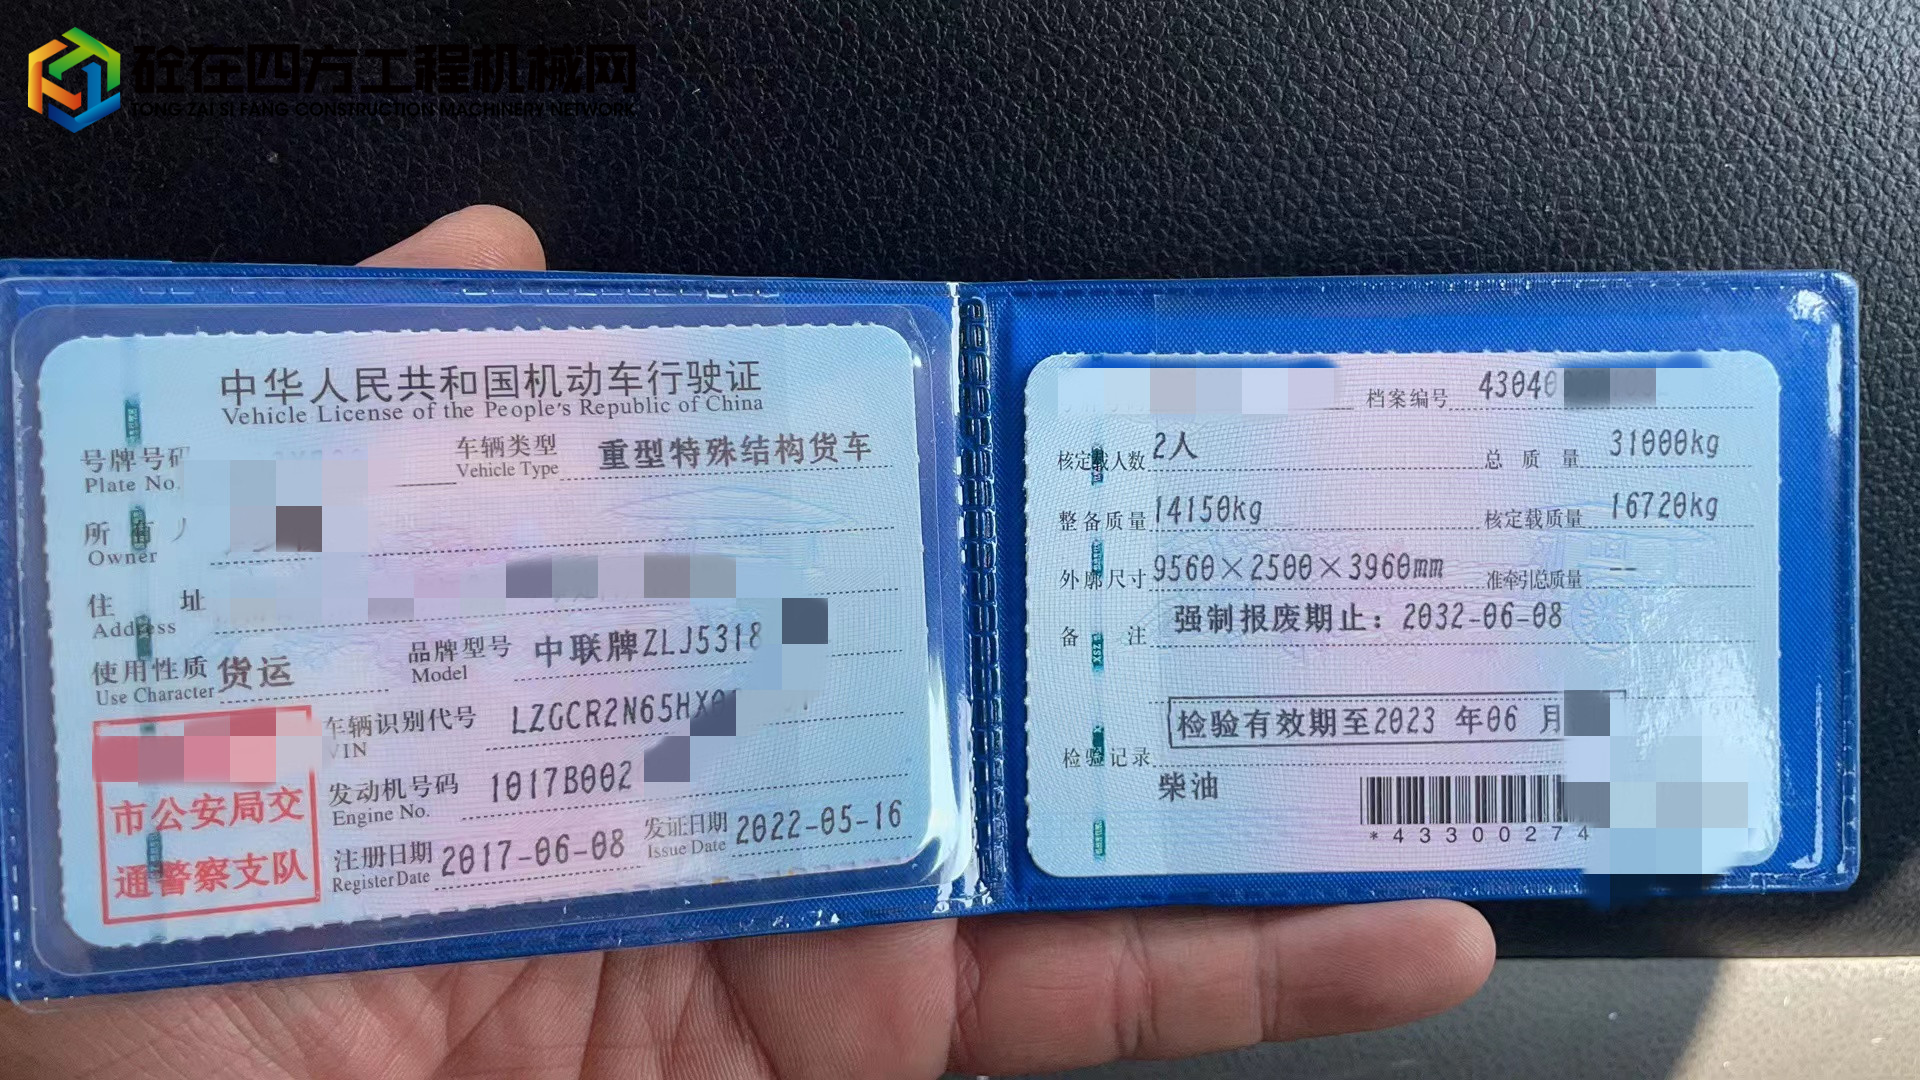 砼在四方工程机械网
TONG ZAI SI FANG CONSTRUCTION MACHINERY NETWORK
中华人民共和国机动车行驶证
Vehicle License of the People's Republic of China
号牌号码
Plate No.
车辆类型 重型特殊结构货车
Vehicle Type
所有人
Owner
住址
Address
使用性质 货运
Use Character
品牌型号 中联牌ZLJ5318
Model
车辆识别代号 LZGCR2N65HX0
VIN
发动机号码 1017B002
Engine No.
注册日期 2017-06-08
Register Date
发证日期 2022-05-16
Issue Date
市公安局交
通警察支队
档案编号 43040
核定载人数 2人
总质量 31000kg
整备质量 14150kg
核定载质量 16720kg
外廓尺寸 9560×2500×3960mm
准牵引总质量 --
备注 强制报废期止：2032-06-08
检验记录 检验有效期至2023 年06 月
柴油
*43300274